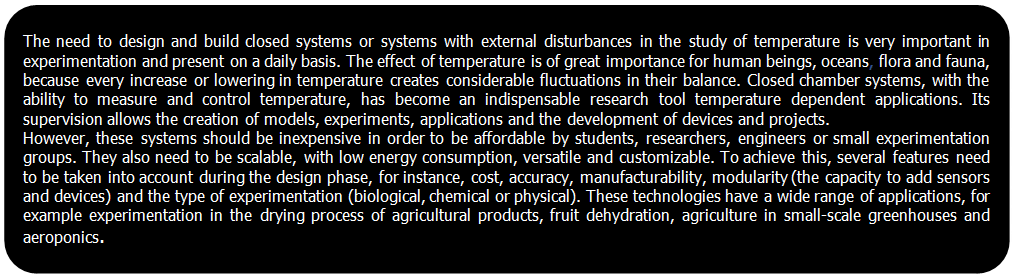 The need to design and build closed systems or systems with external disturbances in the study of temperature is very important in
experimentation and present on a daily basis. The effect of temperature is of great importance for human beings, oceans, flora and fauna,
because every increase or lowering in temperature creates considerable fluctuations in their balance. Closed chamber systems, with the
ability to measure and control temperature, has become an indispensable research tool temperature dependent applications. Its
supervision allows the creation of models, experiments, applications and the development of devices and projects.
However, these systems should be inexpensive in order to be affordable by students, researchers, engineers or small experimentation
groups. They also need to be scalable, with low energy consumption, versatile and customizable. To achieve this, several features need
to be taken into account during the design phase, for instance, cost, accuracy, manufacturability, modularity (the capacity to add sensors
and devices) and the type of experimentation (biological, chemical or physical). These technologies have a wide range of applications, for
example experimentation in the drying process of agricultural products, fruit dehydration, agriculture in small-scale greenhouses and
aeroponics.